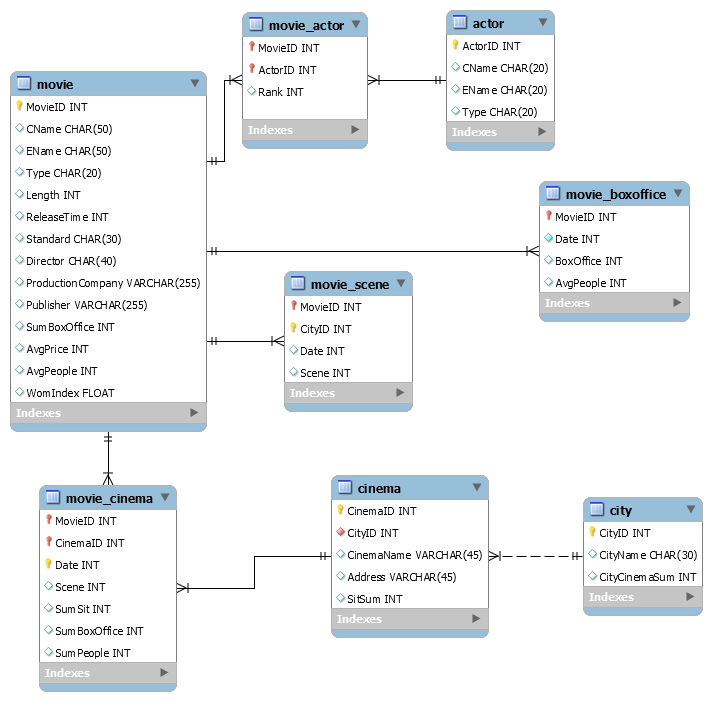 movie_actor
MovieID INT
ActorID INT
Rank INT
Indexes
actor
ActorID INT
CName CHAR(20)
EName CHAR(20)
Type CHAR(20)
Indexes
movie
MovieID INT
CName CHAR(50)
EName CHAR(50)
Type CHAR(20)
Length INT
ReleaseTime INT
Standard CHAR(30)
Director CHAR(40)
ProductionCompany VARCHAR(255)
Publisher VARCHAR(255)
SumBoxOffice INT
AvgPrice INT
AvgPeople INT
WomIndex FLOAT
Indexes
movie_boxoffice
MovieID INT
Date INT
BoxOffice INT
AvgPeople INT
Indexes
movie_scene
MovieID INT
CityID INT
Date INT
Scene INT
Indexes
movie_cinema
MovieID INT
CinemaID INT
Date INT
Scene INT
SumSit INT
SumBoxOffice INT
SumPeople INT
Indexes
cinema
CinemaID INT
CityID INT
CinemaName VARCHAR(45)
Address VARCHAR(45)
SitSum INT
Indexes
city
CityID INT
CityName CHAR(30)
CityCinemaSum INT
Indexes